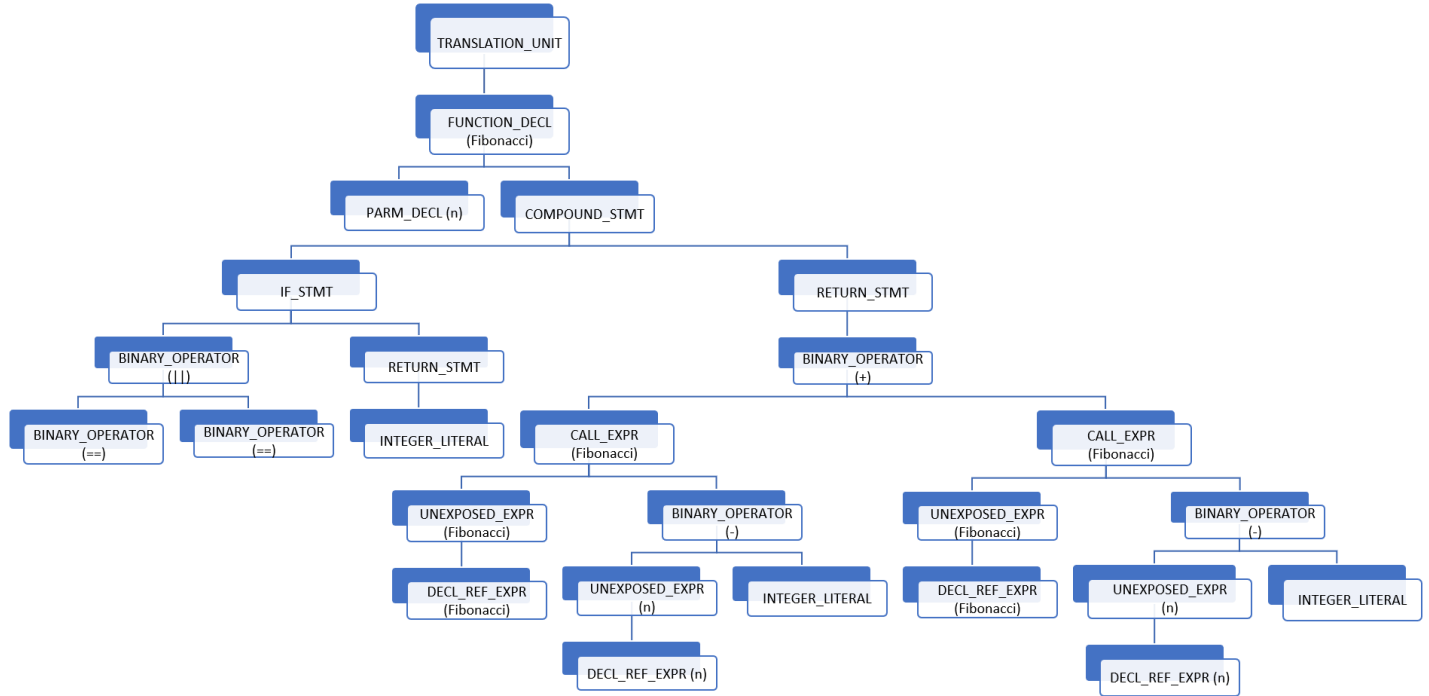 TRANSLATION_UNIT
FUNCTION_DECL
(Fibonacci)
PARM_DECL (n)
COMPOUND_STMT
IF_STMT
RETURN_STMT
BINARY_OPERATOR
(||)
RETURN_STMT
BINARY_OPERATOR
(+)
BINARY_OPERATOR
(==)
BINARY_OPERATOR
(==)
INTEGER_LITERAL
CALL_EXPR
(Fibonacci)
CALL_EXPR
(Fibonacci)
UNEXPOSED_EXPR
(Fibonacci)
BINARY_OPERATOR
(-)
UNEXPOSED_EXPR
(Fibonacci)
BINARY_OPERATOR
(-)
DECL_REF_EXPR
(Fibonacci)
UNEXPOSED_EXPR
(n)
INTEGER_LITERAL
DECL_REF_EXPR
(Fibonacci)
UNEXPOSED_EXPR
(n)
INTEGER_LITERAL
DECL_REF_EXPR (n)
DECL_REF_EXPR (n)